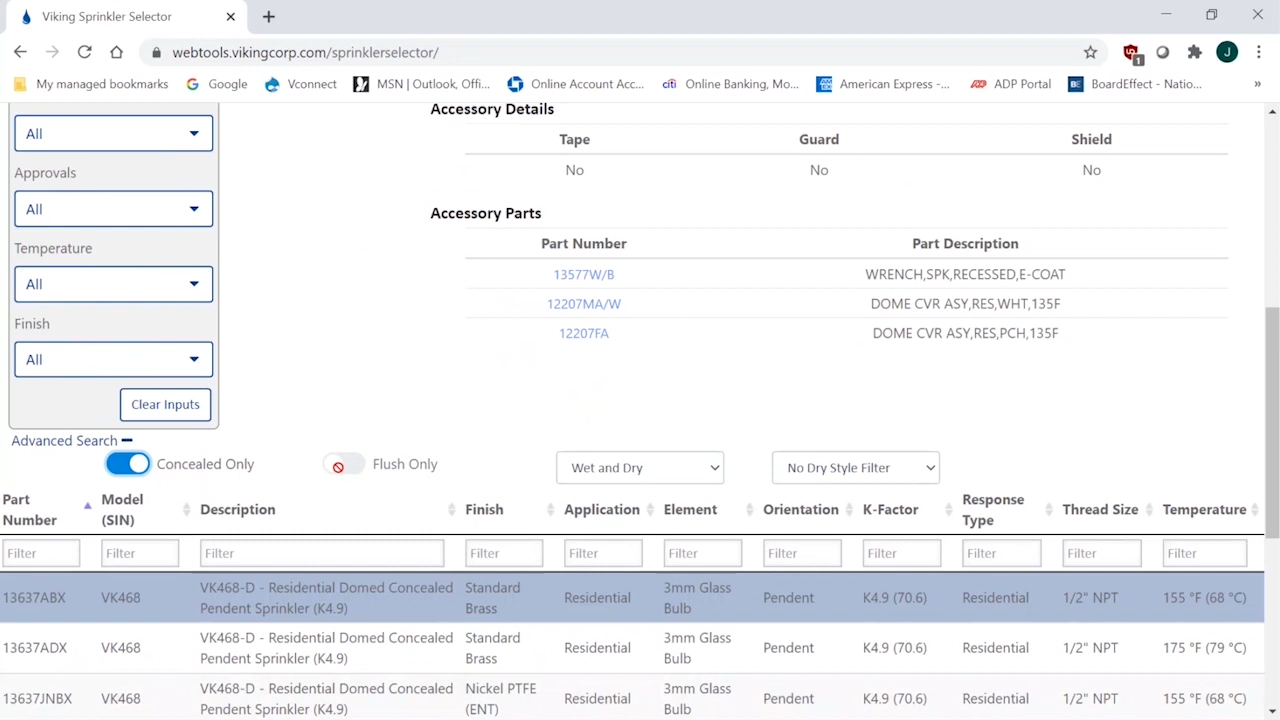 Viking Sprinkler Selector
webtools.vikingcorp.com/sprinklerselector/
1
J
My managed bookmarks
Google
Vconnect
MSN | Outlook, Offi...
Online Account Acc...
citi Online Banking, Mo...
American Express -...
ADP Portal
BoardEffect - Natio...
»
All
Approvals
All
Temperature
All
Finish
All
Clear Inputs
Accessory Details
Tape Guard Shield
No No No
Accessory Parts
Part Number Part Description
13577W/B WRENCH,SPK,RECESSED,E-COAT
12207MA/W DOME CVR ASY,RES,WHT,135F
12207FA DOME CVR ASY,RES,PCH,135F
Advanced Search
Concealed Only Flush Only Wet and Dry No Dry Style Filter
Part Number Model (SIN) Description Finish Application Element Orientation K-Factor Response Type Thread Size Temperature
Filter Filter Filter Filter Filter Filter Filter Filter Filter Filter Filter
13637ABX VK468 VK468-D - Residential Domed Concealed Pendent Sprinkler (K4.9) Standard Brass Residential 3mm Glass Bulb Pendent K4.9 (70.6) Residential 1/2" NPT 155 °F (68 °C)
13637ADX VK468 VK468-D - Residential Domed Concealed Pendent Sprinkler (K4.9) Standard Brass Residential 3mm Glass Bulb Pendent K4.9 (70.6) Residential 1/2" NPT 175 °F (79 °C)
13637JNBX VK468 VK468-D - Residential Domed Concealed Pendent Sprinkler (K4.9) Nickel PTFE (ENT) Residential 3mm Glass Bulb Pendent K4.9 (70.6) Residential 1/2" NPT 155 °F (68 °C)